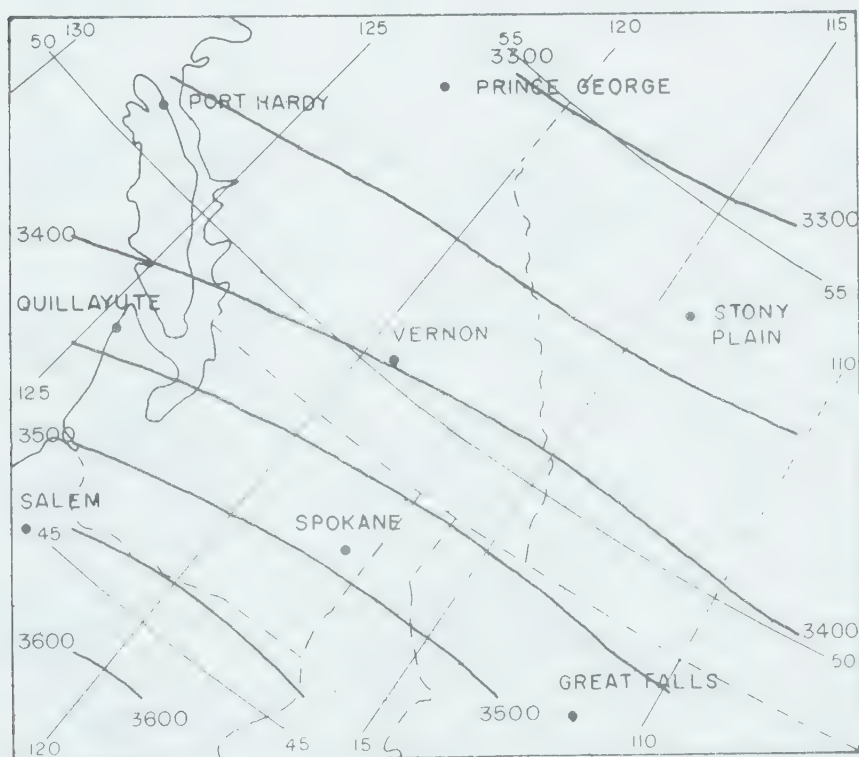 130
125
120
115
50
55
3300
PORT HARDY
PRINCE GEORGE
3400
3300
QUILLAYUTE
VERNON
STONY
PLAIN
55
110
125
3500
SALEM
45
SPOKANE
3400
50
3600
GREAT FALLS
3600
3500
120
45
15
110